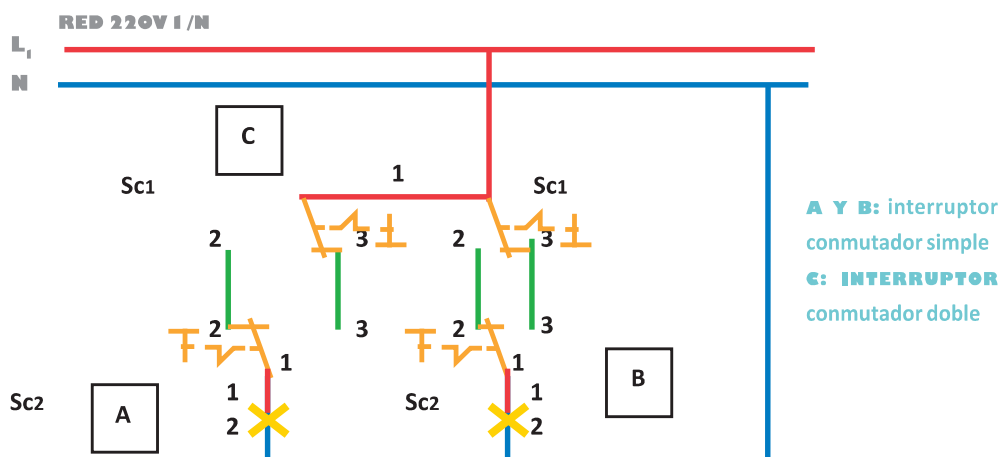 RED 220V 1 /N
L1
N
C
1
Sc1
Sc1
2
3
2
3
2
3
2
3
1
1
Sc2
A
1
2
Sc2
1
2
B
A Y B: interruptor
conmutador simple
C: INTERRUPTOR
conmutador doble